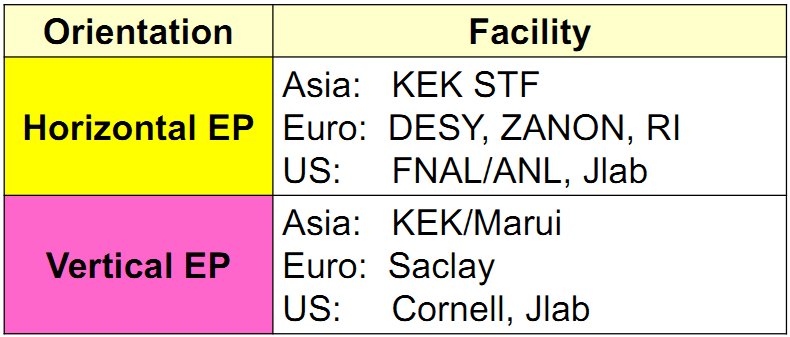 Orientation Facility
Horizontal EP
Asia: KEK STF
Euro: DESY, ZANON, RI
US: FNAL/ANL, Jlab
Vertical EP
Asia: KEK/Marui
Euro: Saclay
US: Cornell, Jlab